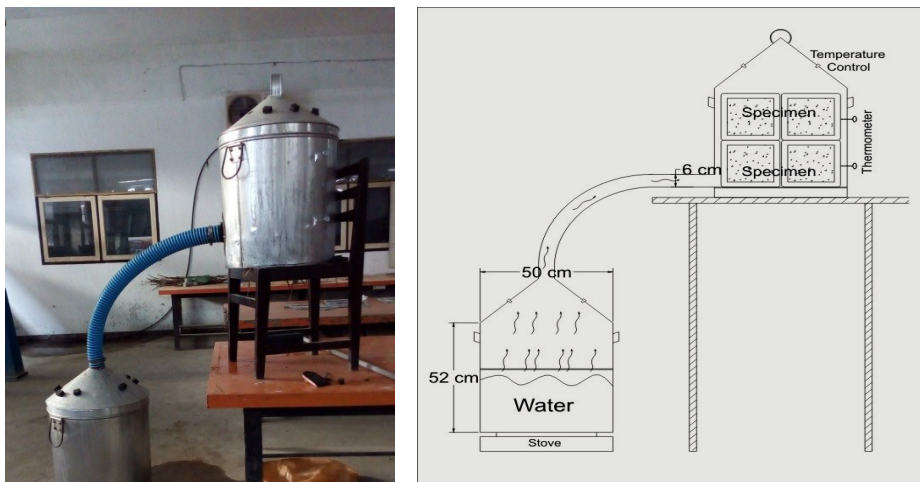 Temperature
Control
Specimen
Thermometer
Specimen
6 cm
50 cm
52 cm
Water
Stove